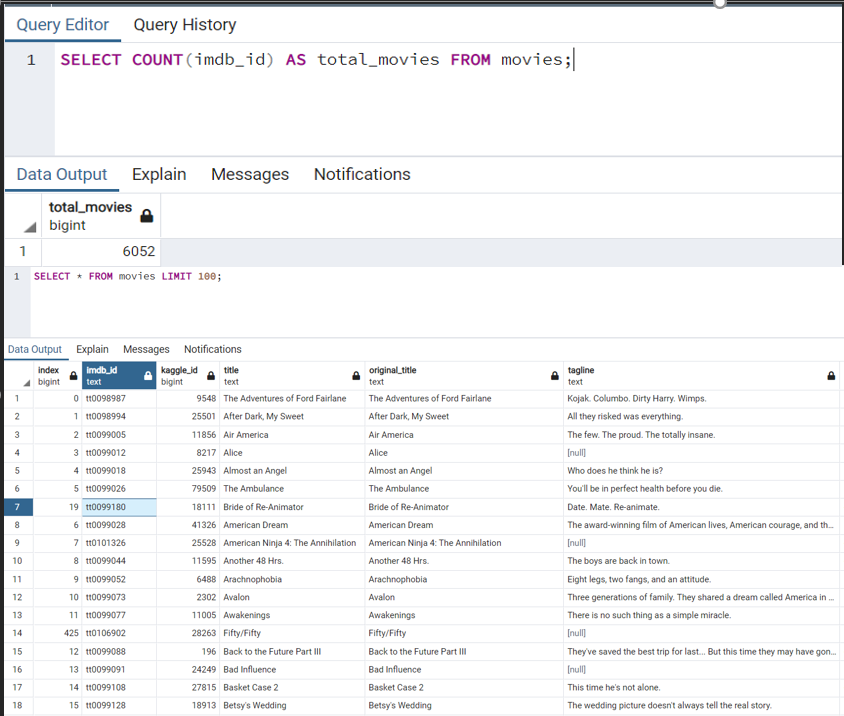 Query Editor Query History
1 SELECT COUNT(imdb_id) AS total_movies FROM movies;
Data Output Explain Messages Notifications
total_movies
bigint
1 6052
1 SELECT * FROM movies LIMIT 100;
Data Output Explain Messages Notifications
index imdb_id kaggle_id title original_title tagline
bigint text bigint text text text
1 0 tt0098987 9548 The Adventures of Ford Fairlane The Adventures of Ford Fairlane Kojak. Columbo. Dirty Harry. Wimps.
2 1 tt0098994 25501 After Dark, My Sweet After Dark, My Sweet All they risked was everything.
3 2 tt0099005 11856 Air America Air America The few. The proud. The totally insane.
4 3 tt0099012 8217 Alice Alice [null]
5 4 tt0099018 25943 Almost an Angel Almost an Angel Who does he think he is?
6 5 tt0099026 79509 The Ambulance The Ambulance You'll be in perfect health before you die.
7 19 tt0099180 18111 Bride of Re-Animator Bride of Re-Animator Date. Mate. Re-animate.
8 6 tt0099028 41326 American Dream American Dream The award-winning film of American lives, American courage, and th...
9 7 tt0101326 25528 American Ninja 4: The Annihilation American Ninja 4: The Annihilation [null]
10 8 tt0099044 11595 Another 48 Hrs. Another 48 Hrs. The boys are back in town.
11 9 tt0099052 6488 Arachnophobia Arachnophobia Eight legs, two fangs, and an attitude.
12 10 tt0099073 2302 Avalon Avalon Three generations of family. They shared a dream called America in ...
13 11 tt0099077 11005 Awakenings Awakenings There is no such thing as a simple miracle.
14 425 tt0106902 28263 Fifty/Fifty Fifty/Fifty [null]
15 12 tt0099088 196 Back to the Future Part III Back to the Future Part III They've saved the best trip for last... But this time they may have gon...
16 13 tt0099091 24249 Bad Influence Bad Influence [null]
17 14 tt0099108 27815 Basket Case 2 Basket Case 2 This time he's not alone.
18 15 tt0099128 18913 Betsy's Wedding Betsy's Wedding The wedding picture doesn't always tell the real story.